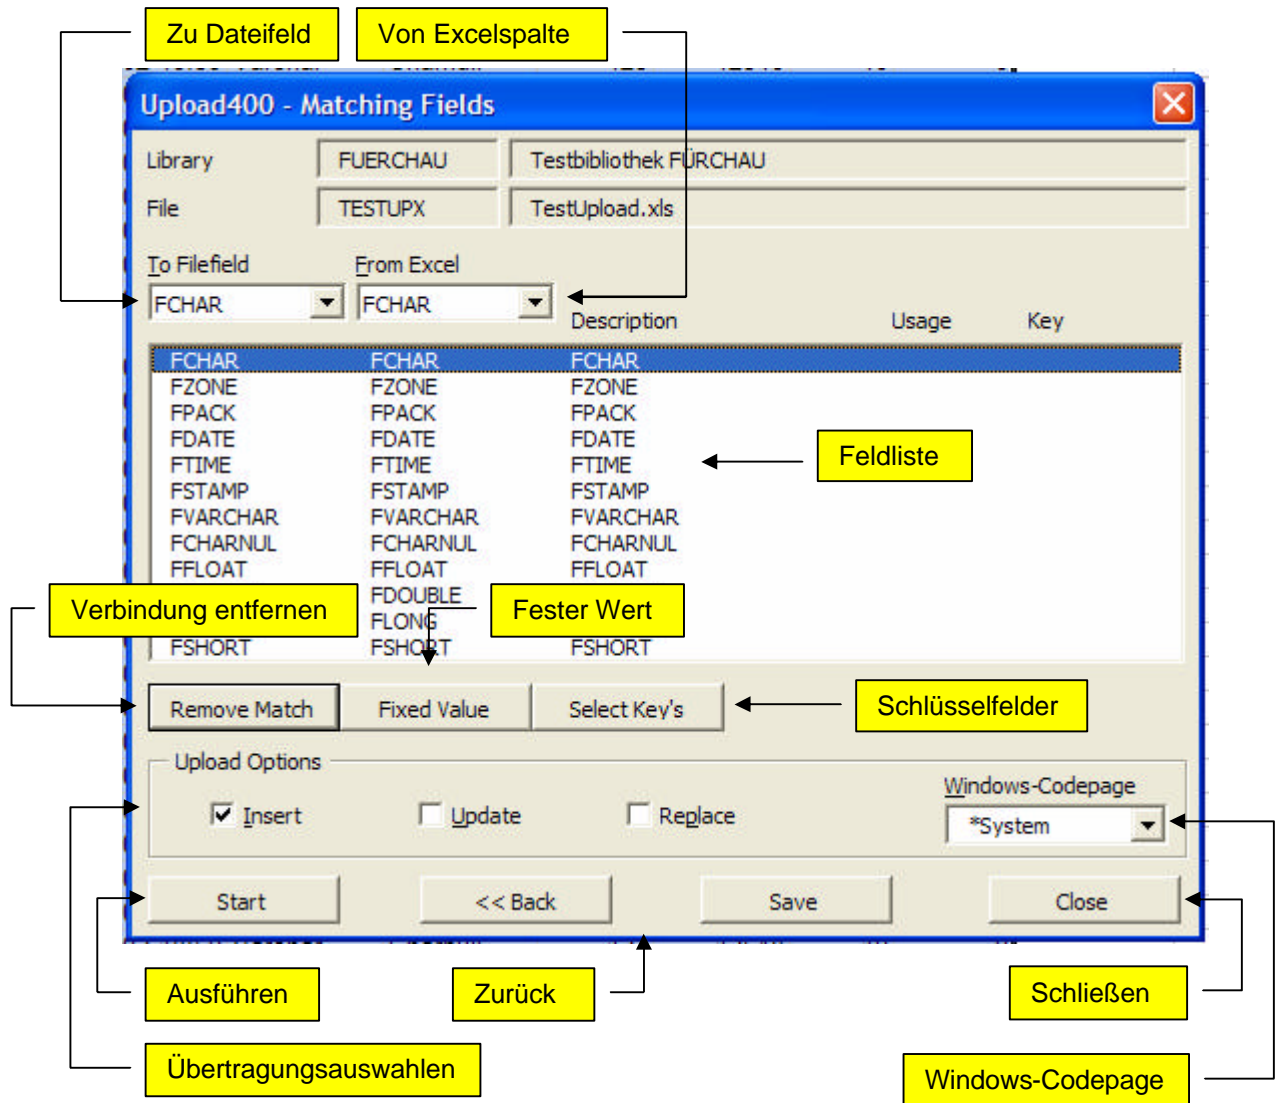 Zu Dateifeld Von Excelspalte
Upload400 - Matching Fields
Library FUERCHAU Testbibliothek FÜRCHAU
File TESTUPX TestUpload.xls
To Filefield From Excel
FCHAR FCHAR
Description Usage Key
FCHAR FCHAR FCHAR
FZONE FZONE FZONE
FPACK FPACK FPACK
FDATE FDATE FDATE
FTIME FTIME FTIME
Feldliste
FSTAMP FSTAMP FSTAMP
FVARCHAR FVARCHAR FVARCHAR
FCHARNUL FCHARNUL FCHARNUL
FFLOAT FFLOAT FFLOAT
FDOUBLE
Verbindung entfernen Fester Wert
FLONG
FSHORT FSHORT FSHORT
Remove Match Fixed Value Select Key's Schlüsselfelder
Upload Options
Windows-Codepage
Insert Update Replace *System
Start << Back Save Close
Ausführen Zurück Schließen
Übertragungsauswahlen
Windows-Codepage